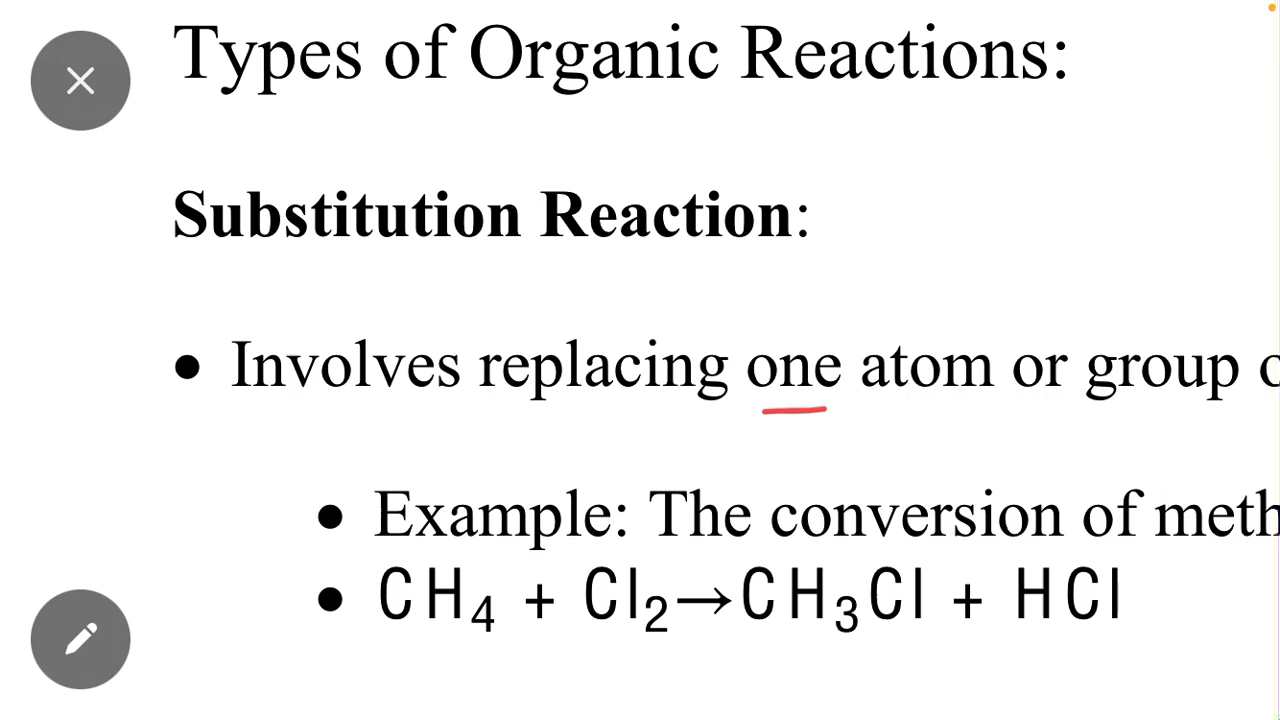 Types of Organic Reactions:
Substitution Reaction:
• Involves replacing one atom or group
• Example: The conversion of
• CH₄ + Cl₂→CH₃Cl + HCl